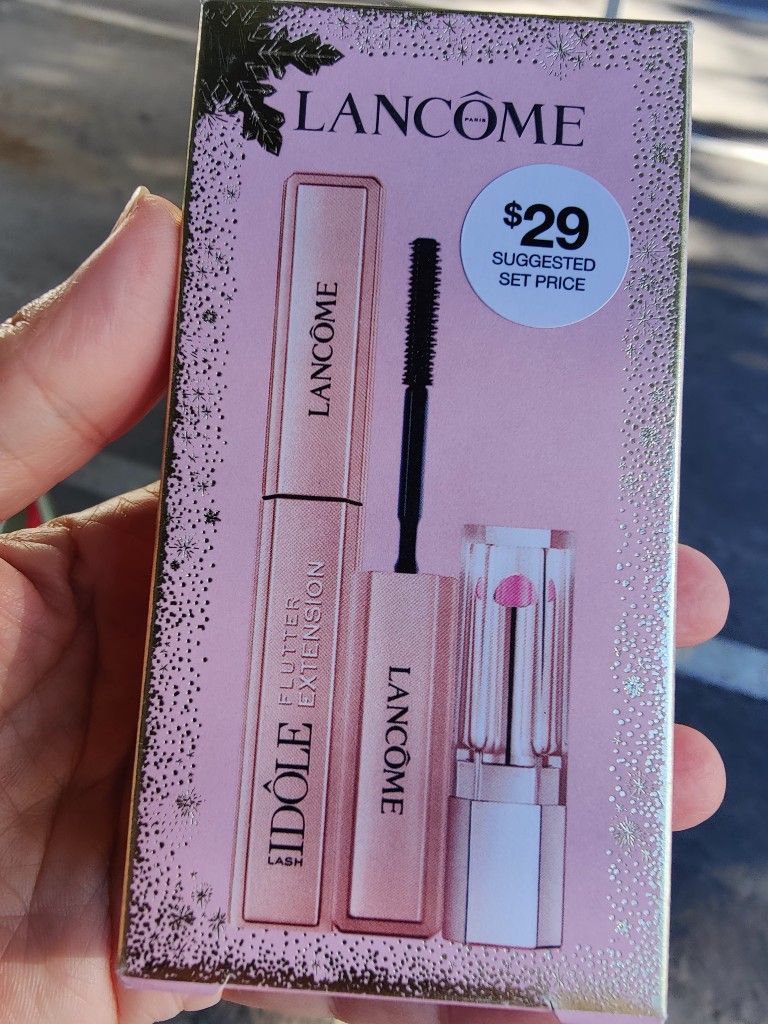 LANCÔME
PARIS
$29
SUGGESTED
SET PRICE
LANCÔME
LASH IDÔLE
FLUTTER
EXTENSION
LANCÔME